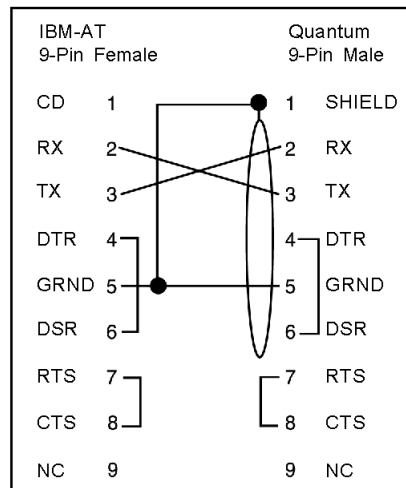 IBM-AT Quantum
9-Pin Female 9-Pin Male
CD 1 1 SHIELD
RX 2 2 RX
TX 3 3 TX
DTR 4 4 DTR
GRND 5 5 GRND
DSR 6 6 DSR
RTS 7 7 RTS
CTS 8 8 CTS
NC 9 9 NC